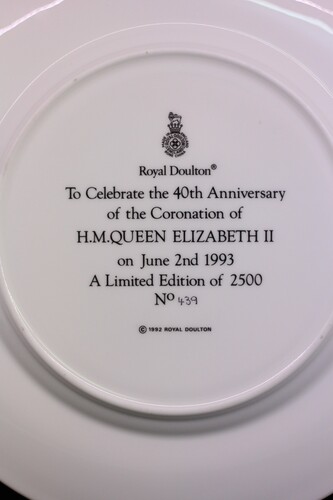 Royal Doulton®
To Celebrate the 40th Anniversary
of the Coronation of
H.M.QUEEN ELIZABETH II
on June 2nd 1993
A Limited Edition of 2500
Nº 439
© 1992 ROYAL DOULTON